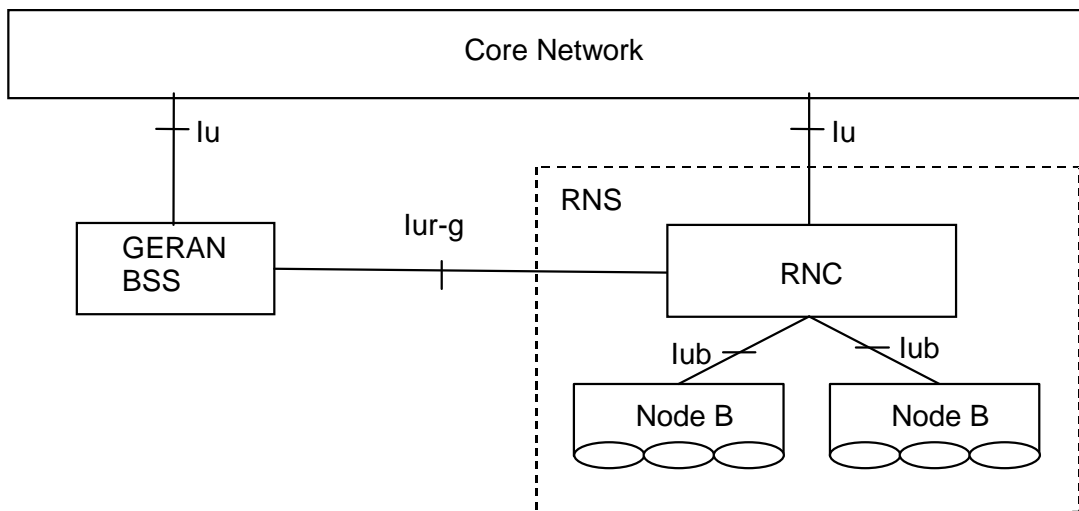 Core Network
Iu
Iu
RNS
Iur-g
GERAN
BSS
RNC
Iub
Iub
Node B
Node B